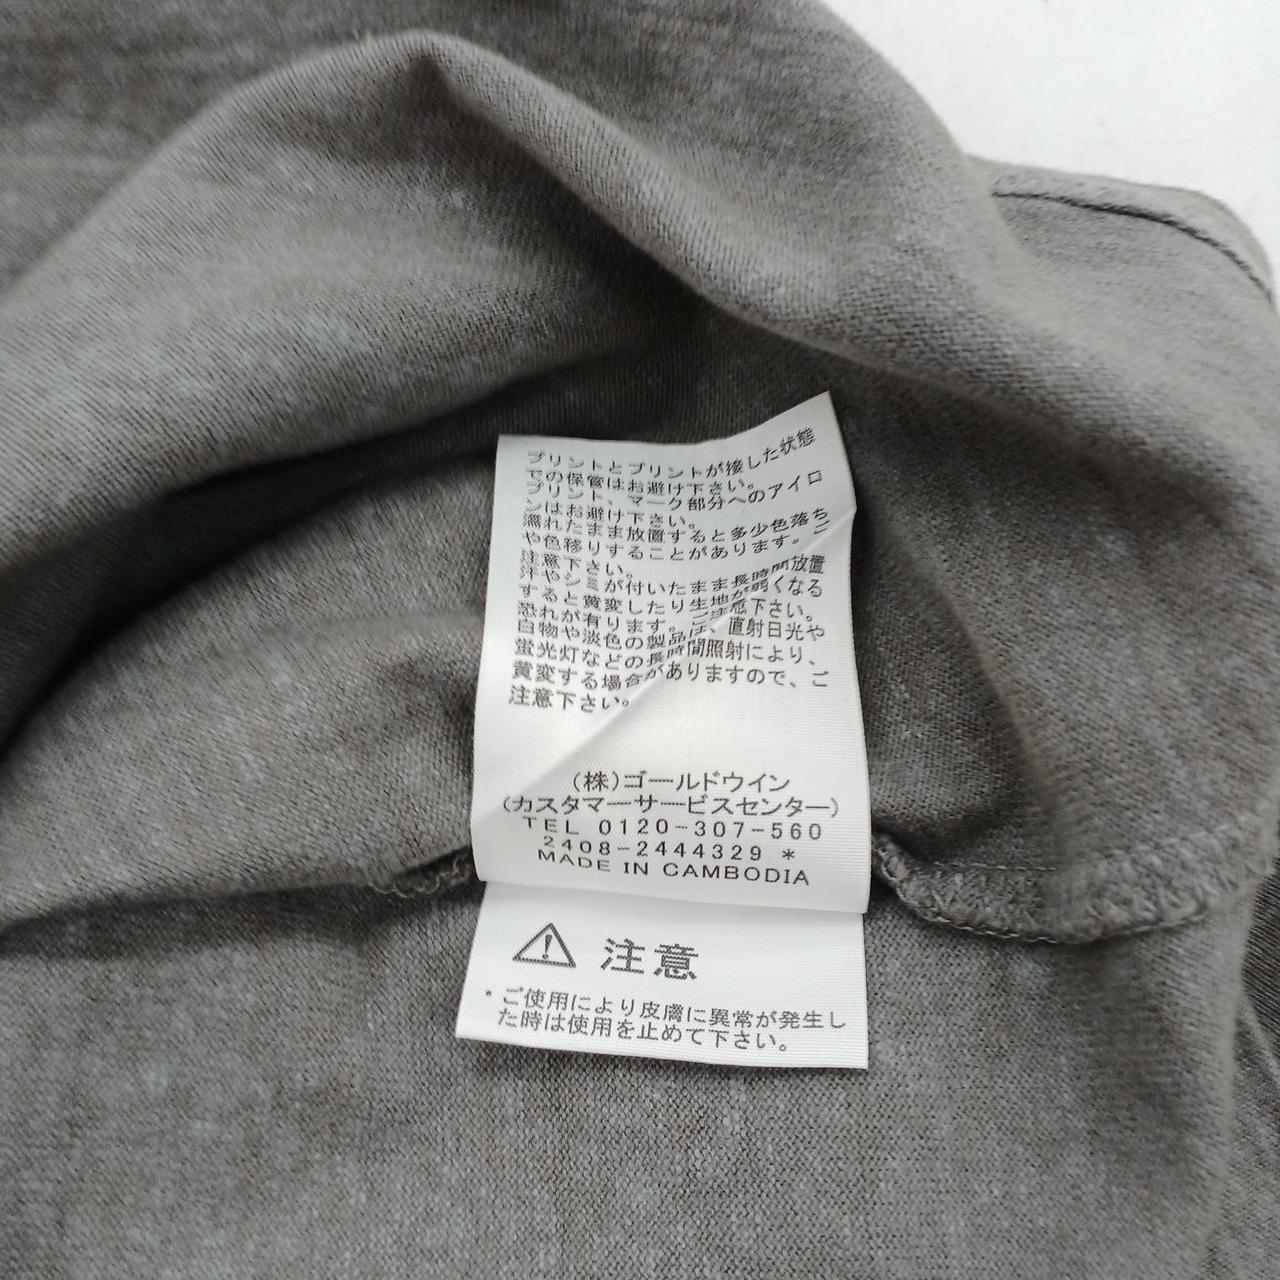 プリントとプリントが接した状態
での保管はお避け下さい。
プリント、マーク部分へのアイロ
ンはお避け下さい。
濡れたまま放置すると多少色落ち
や色移りすることがあります。ご
注意下さい。
汗やシミが付いたまま長時間放置
すると黄変したり生地が弱くなる
恐れが有ります。ご注意下さい。
白物や淡色の製品は、直射日光や
蛍光灯などの長時間照射により、
黄変する場合がありますので、ご
注意下さい。
(株)ゴールドウイン
(カスタマーサービスセンター)
TEL 0120-307-560
2408-2444329 *
MADE IN CAMBODIA
注意
・ご使用により皮膚に異常が発生し
た時は使用を止めて下さい。